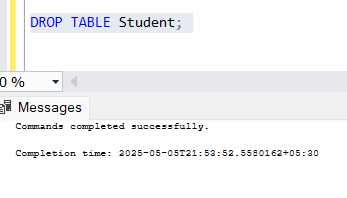 DROP TABLE Student;
0 %
Messages
Commands completed successfully.
Completion time: 2025-05-05T21:53:52.5580162+05:30